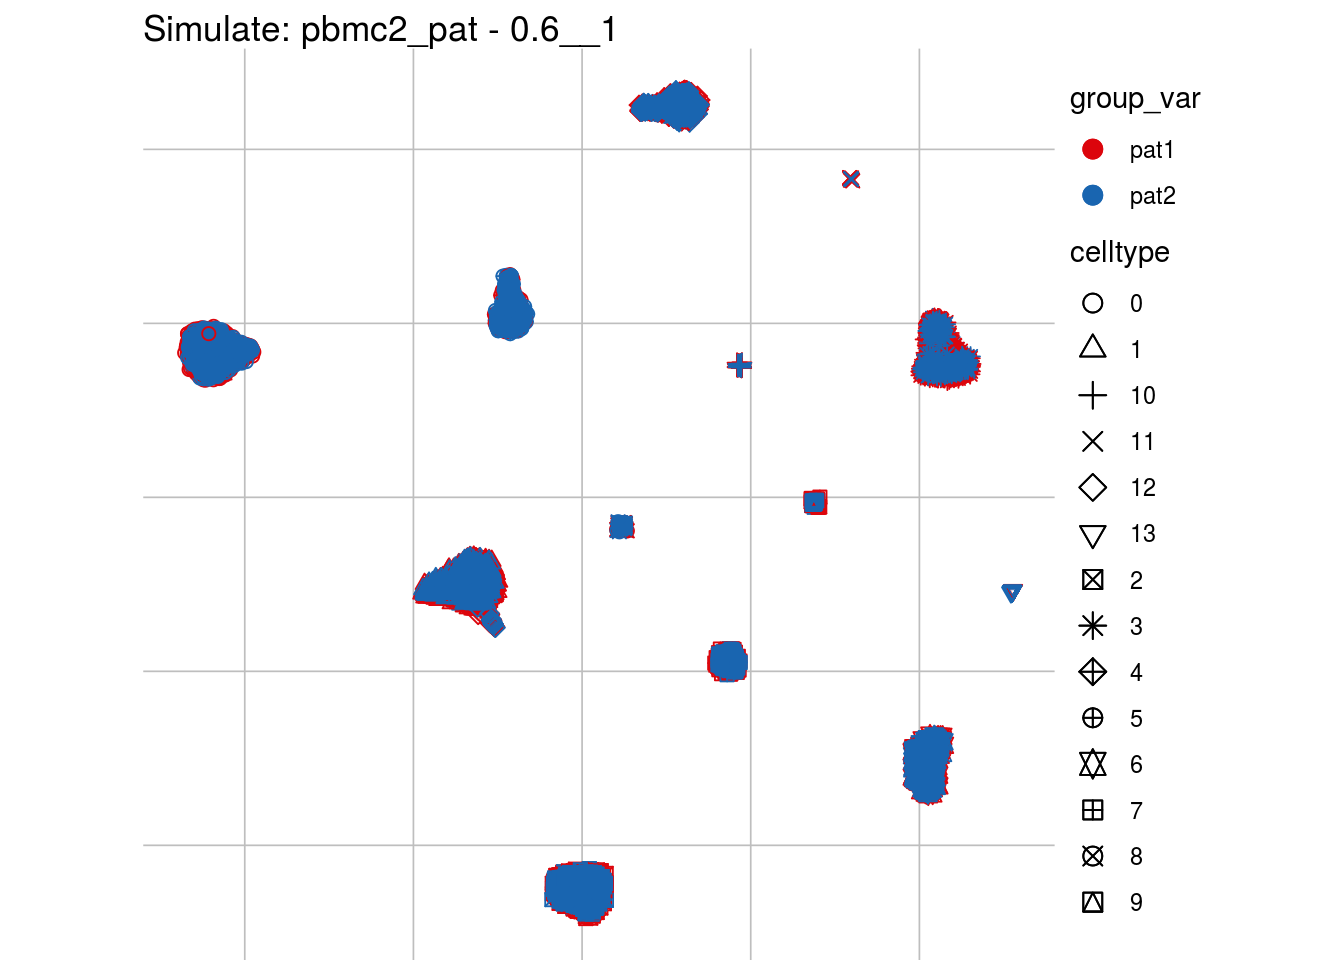 Simulate: pbmc2_pat - 0.6__1
group_var
pat1
pat2
celltype
0
1
10
11
12
13
2
3
4
5
6
7
8
9